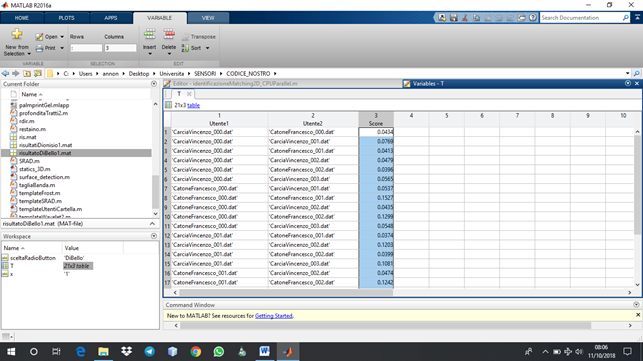 MATLAB R2016a
HOME PLOTS APPS VARIABLE VIEW
Search Documentation
New from Selection
Open
Print
Rows Columns
1 3
Insert Delete
Transpose
Sort
VARIABLE SELECTION EDIT
C: Users annon Desktop Universita SENSORI CODICE_NOSTRO
Current Folder
Name
palmprintGel.mlapp
profonditaTratti2.m
rdir.m
restaino.m
ris.mat
risultatiDionisio1.mat
risultatoDiBello1.mat
SRAD.m
statics_3D.m
surface_detection.m
tagliaBanda.m
templateFrost.m
templateSRAD.m
templateUtentiCartella.m
risultatoDiBello1.mat (MAT-file)
Workspace
Name Value
sceltaRadioButton 'DiBello'
T 21x3 table
x '1'
Editor - identificazioneMatching2D_CPUParallel.m
Variables - T
T
21x3 table
1 2 3 4 5 6 7 8 9 10
Utente1 Utente2 Score
1 'CarciaVincenzo_000.dat' 'CatoneFrancesco_000.dat' 0.0434
2 'CarciaVincenzo_000.dat' 'CatoneFrancesco_001.dat' 0.0769
3 'CarciaVincenzo_001.dat' 'CatoneFrancesco_000.dat' 0.0413
4 'CarciaVincenzo_000.dat' 'CarciaVincenzo_002.dat' 0.0479
5 'CarciaVincenzo_000.dat' 'CatoneFrancesco_002.dat' 0.0396
6 'CarciaVincenzo_000.dat' 'CarciaVincenzo_003.dat' 0.0565
7 'CatoneFrancesco_000.dat' 'CarciaVincenzo_001.dat' 0.0537
8 'CatoneFrancesco_000.dat' 'CatoneFrancesco_001.dat' 0.1527
9 'CatoneFrancesco_000.dat' 'CarciaVincenzo_002.dat' 0.0435
10 'CatoneFrancesco_000.dat' 'CatoneFrancesco_002.dat' 0.1299
11 'CatoneFrancesco_000.dat' 'CarciaVincenzo_003.dat' 0.0548
12 'CarciaVincenzo_001.dat' 'CatoneFrancesco_001.dat' 0.0374
13 'CarciaVincenzo_001.dat' 'CarciaVincenzo_002.dat' 0.1203
14 'CarciaVincenzo_001.dat' 'CatoneFrancesco_002.dat' 0.0399
15 'CarciaVincenzo_001.dat' 'CarciaVincenzo_003.dat' 0.1081
16 'CatoneFrancesco_001.dat' 'CarciaVincenzo_002.dat' 0.0474
17 'CatoneFrancesco_001.dat' 'CatoneFrancesco_002.dat' 0.1242
Command Window
New to MATLAB? See resources for Getting Started.
08:06
11/10/2018